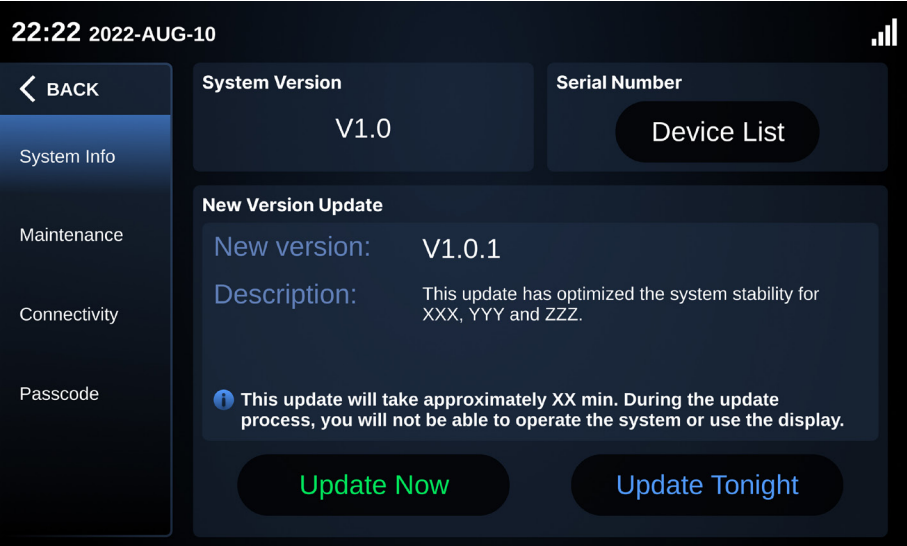 22:22 2022-AUG-10
BACK
System Info
Maintenance
Connectivity
Passcode
System Version
V1.0
Serial Number
Device List
New Version Update
New version: V1.0.1
Description: This update has optimized the system stability for
XXX, YYY and ZZZ.
This update will take approximately XX min. During the update
process, you will not be able to operate the system or use the display.
Update Now
Update Tonight